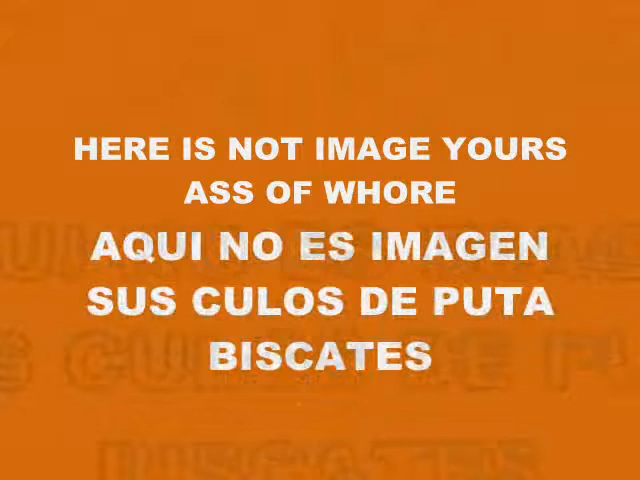 HERE IS NOT IMAGE YOURS
ASS OF WHORE
AQUI NO ES IMAGEN
SUS CULOS DE PUTA
BISCATES